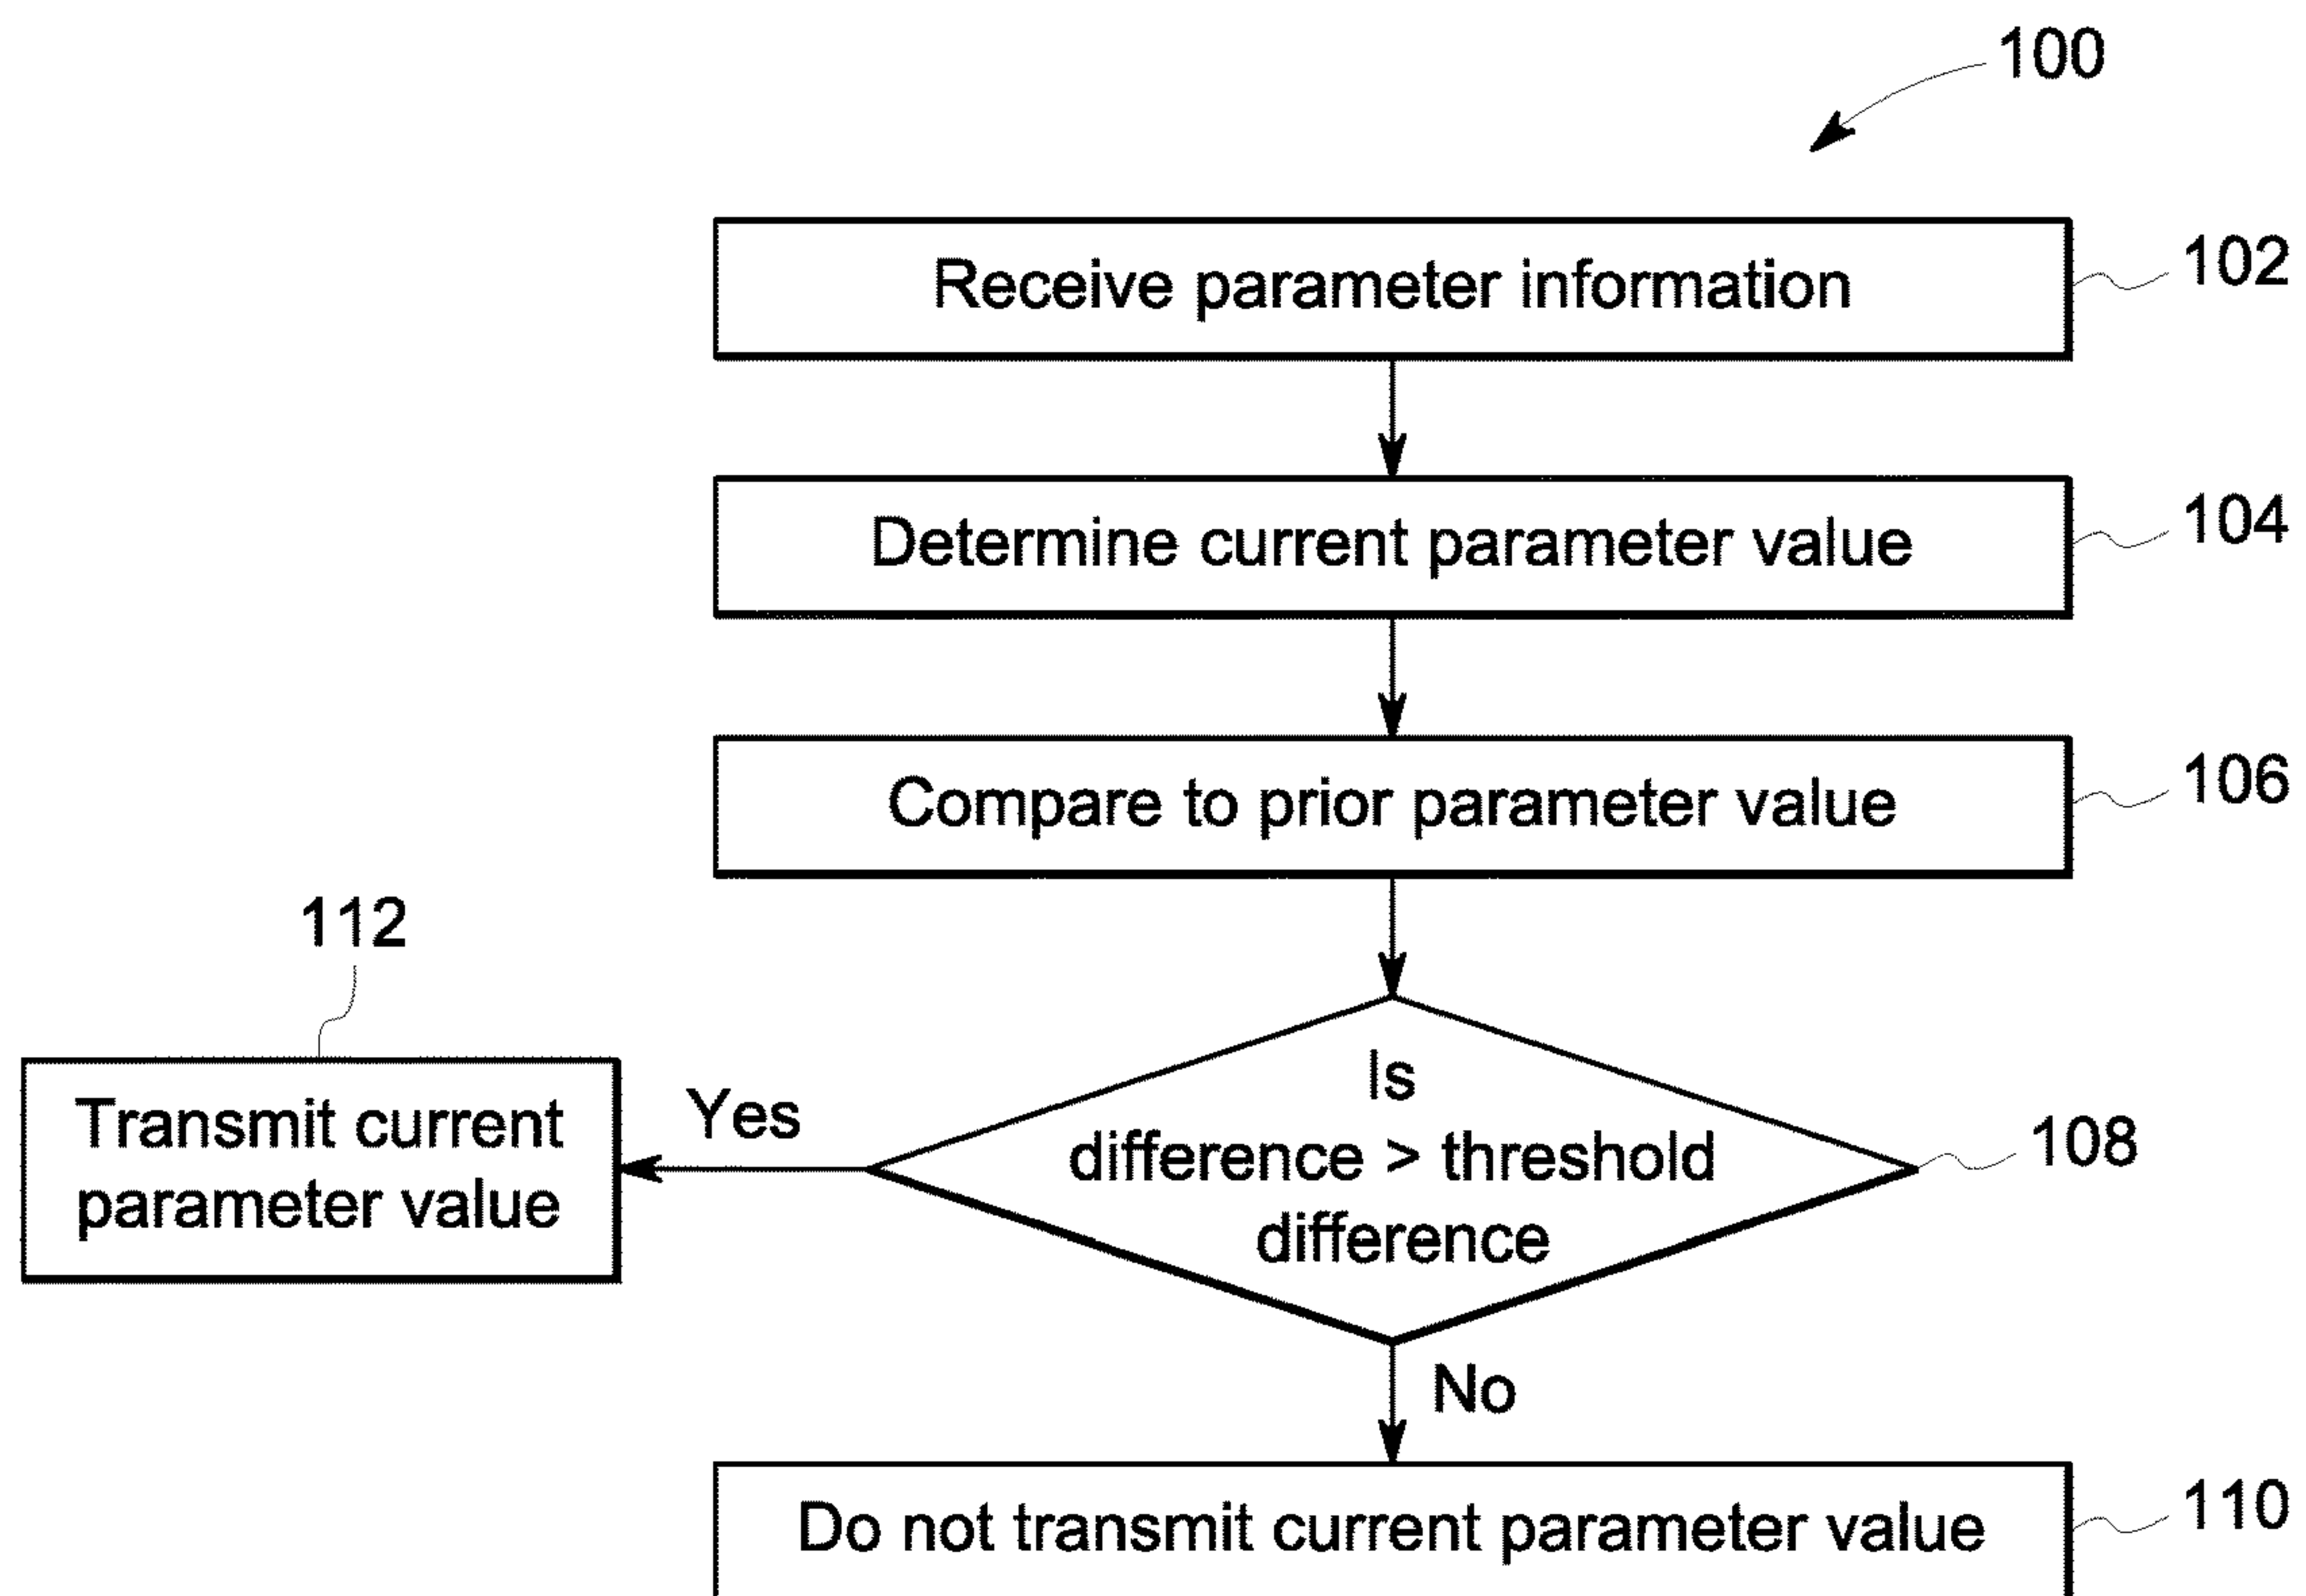 100
Receive parameter information
102
Determine current parameter value
104
Compare to prior parameter value
106
112
Transmit current
parameter value
Yes
Is
difference > threshold
difference
108
No
Do not transmit current parameter value
110